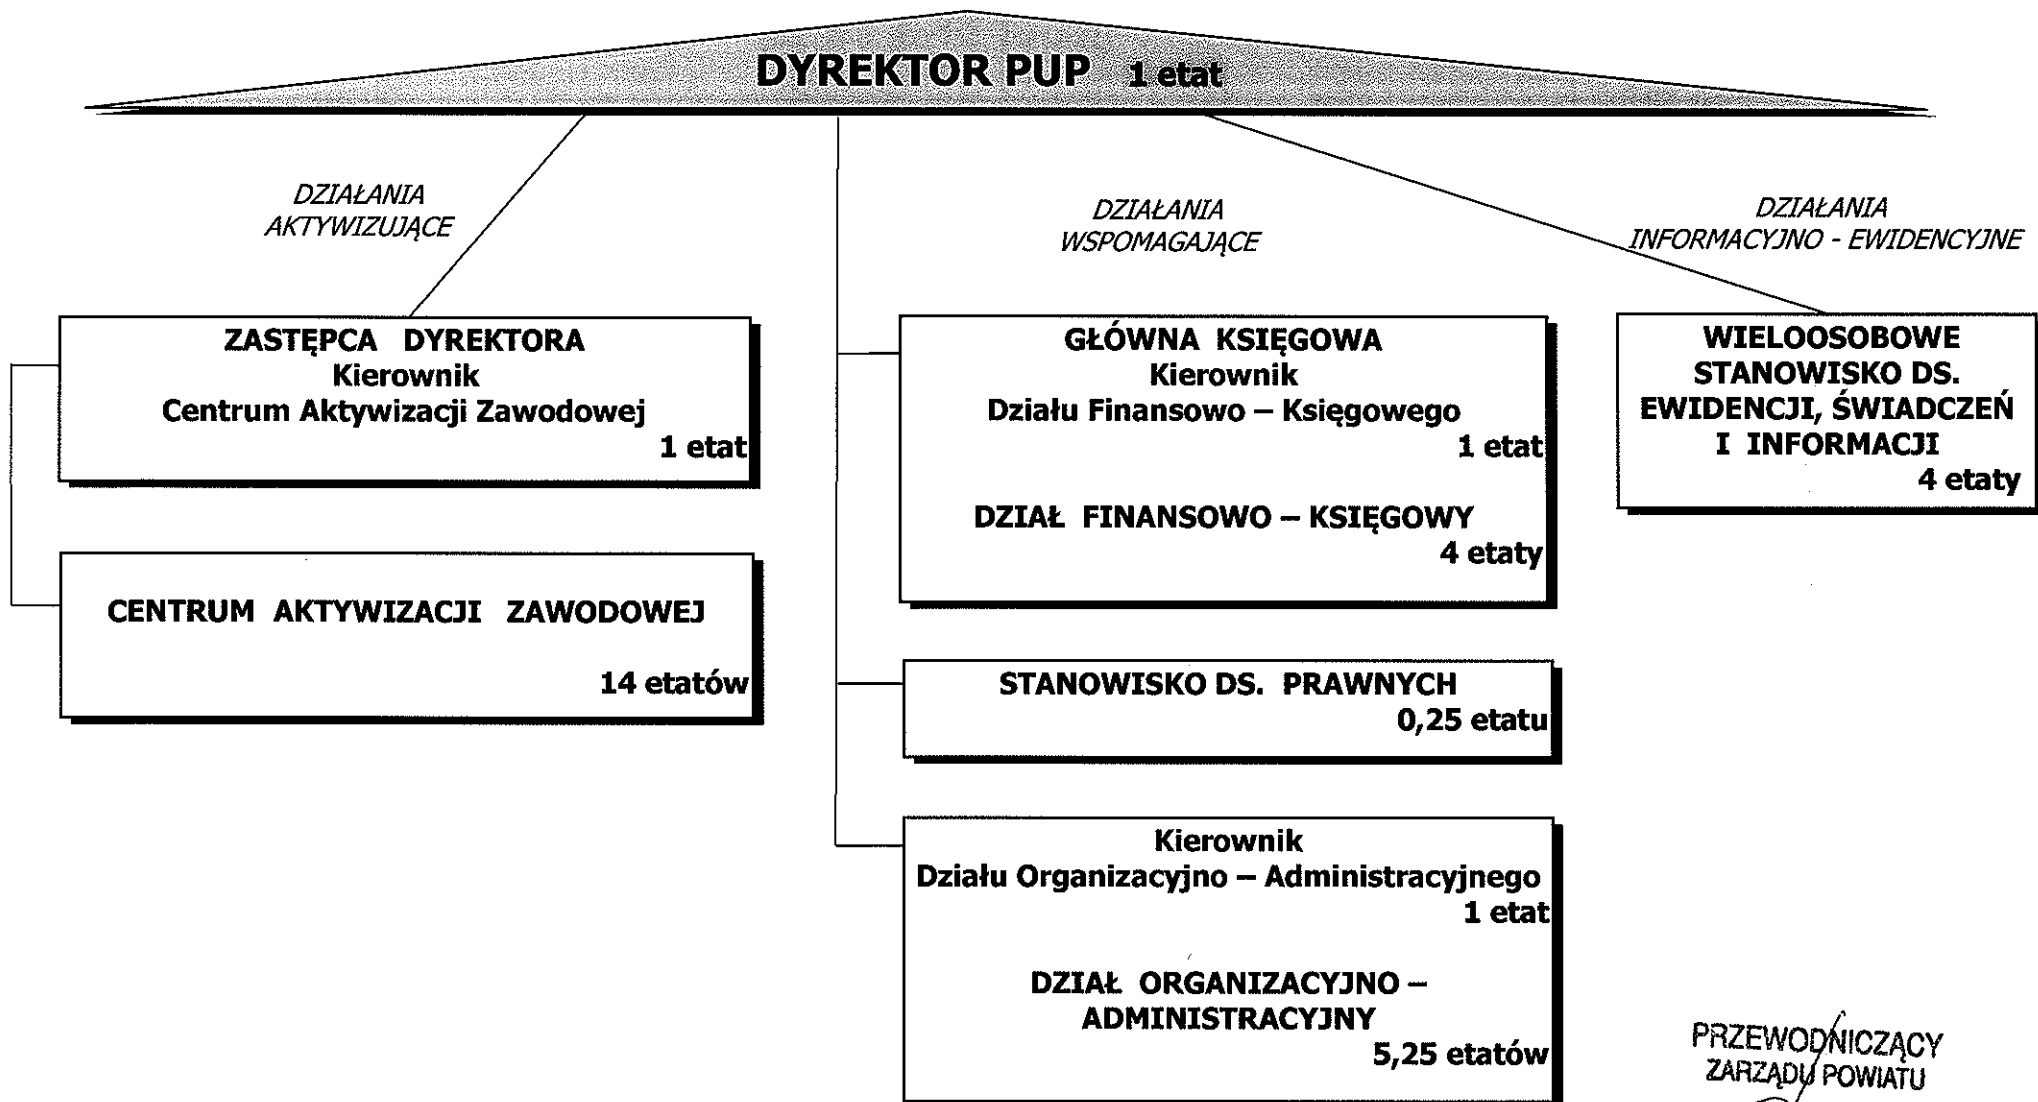 DYREKTOR PUP 1 etat
DZIAŁANIA
AKTYWIZUJĄCE
ZASTĘPCA DYREKTORA
Kierownik
Centrum Aktywizacji Zawodowej
1 etat
CENTRUM AKTYWIZACJI ZAWODOWEJ
14 etatów
DZIAŁANIA
WSPOMAGAJĄCE
GŁÓWNA KSIĘGOWA
Kierownik
Działu Finansowo – Księgowego
1 etat
DZIAŁ FINANSOWO – KSIĘGOWY
4 etaty
STANOWISKO DS. PRAWNYCH
0,25 etatu
Kierownik
Działu Organizacyjno – Administracyjnego
1 etat
DZIAŁ ORGANIZACYJNO –
ADMINISTRACYJNY
5,25 etatów
DZIAŁANIA
INFORMACYJNO - EWIDENCYJNE
WIELOOSOBOWE
STANOWISKO DS.
EWIDENCJI, ŚWIADCZEŃ
I INFORMACJI
4 etaty
PRZEWODNICZĄCY
ZARZĄDU POWIATU